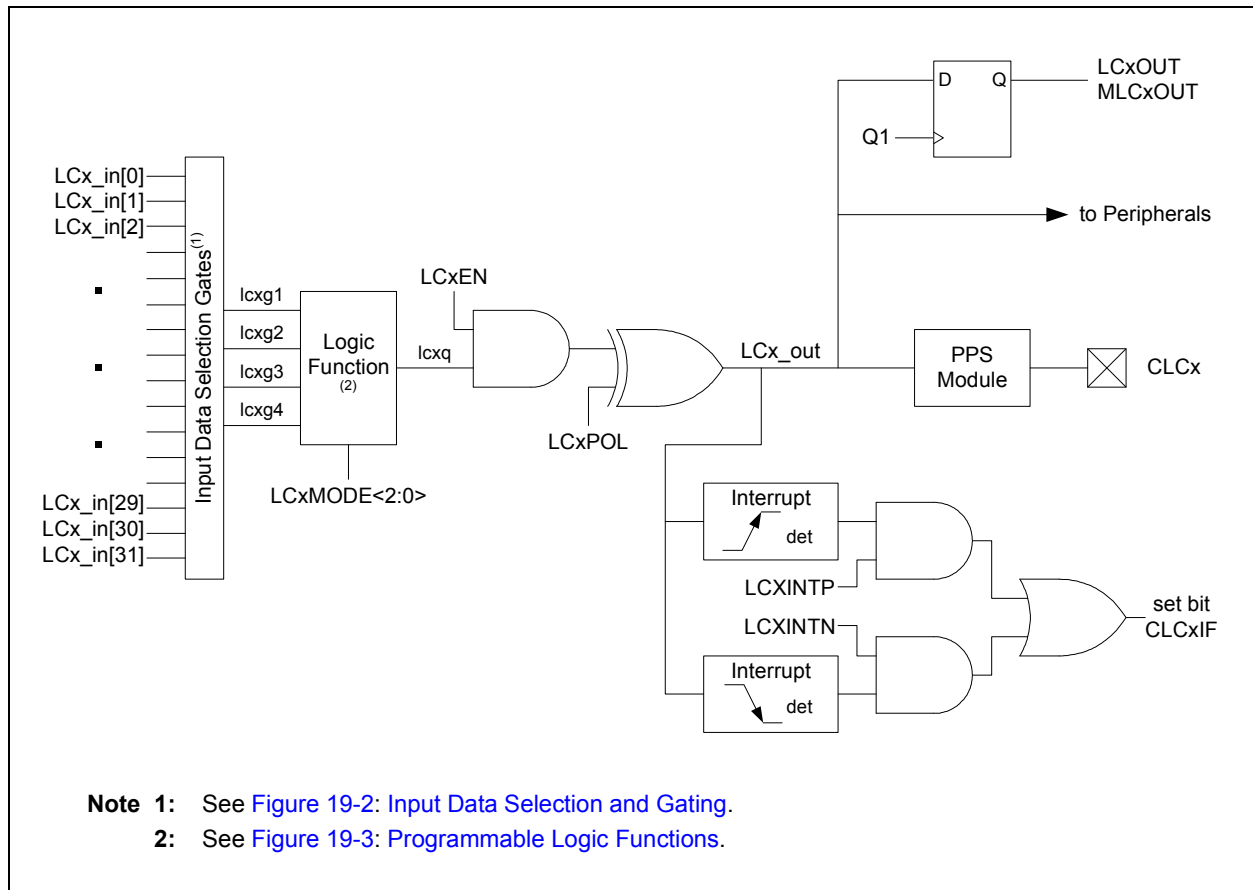 LCxOUT
MLCxOUT
D
Q
Q1
to Peripherals
LCx_in[0]
LCx_in[1]
LCx_in[2]
LCx_in[29]
LCx_in[30]
LCx_in[31]
Input Data Selection Gates(1)
lcxg1
lcxg2
lcxg3
lcxg4
Logic
Function
(2)
LCxMODE<2:0>
LCxEN
lcxq
LCxPOL
LCx_out
PPS
Module
CLCx
Interrupt
det
LCXINTP
LCXINTN
Interrupt
det
set bit
CLCxIF
Note 1: See Figure 19-2: Input Data Selection and Gating.
2: See Figure 19-3: Programmable Logic Functions.